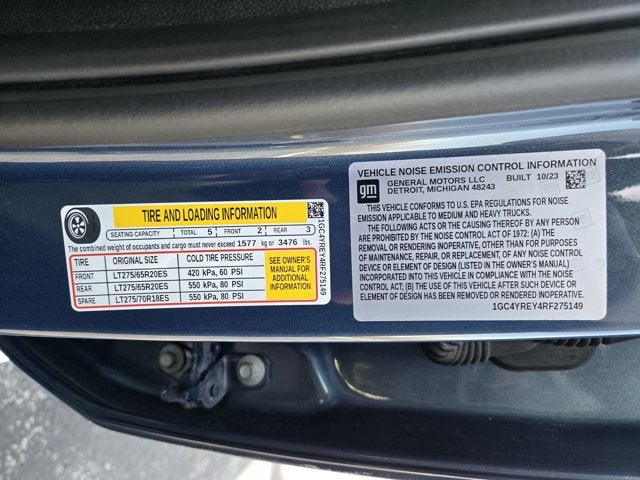 TIRE AND LOADING INFORMATION
SEATING CAPACITY TOTAL 5 FRONT 2 REAR 3
The combined weight of occupants and cargo must never exceed 1577 kg or 3476 lbs.
TIRE ORIGINAL SIZE COLD TIRE PRESSURE
FRONT LT275/65R20ES 420 kPa, 60 PSI
REAR LT275/65R20ES 550 kPa, 80 PSI
SPARE LT275/70R18ES 550 kPa, 80 PSI
SEE OWNER'S
MANUAL FOR
ADDITIONAL
INFORMATION
1GC4YREY4RF275149
VEHICLE NOISE EMISSION CONTROL INFORMATION
gm
GENERAL MOTORS LLC BUILT 10/23
DETROIT, MICHIGAN 48243
THIS VEHICLE CONFORMS TO U.S. EPA REGULATIONS FOR NOISE
EMISSION APPLICABLE TO MEDIUM AND HEAVY TRUCKS.
THE FOLLOWING ACTS OR THE CAUSING THEREOF BY ANY PERSON
ARE PROHIBITED BY THE NOISE CONTROL ACT OF 1972: (A) THE
REMOVAL OR RENDERING INOPERATIVE, OTHER THAN FOR PURPOSES
OF MAINTENANCE, REPAIR, OR REPLACEMENT, OF ANY NOISE CONTROL
DEVICE OR ELEMENT OF DESIGN (LISTED IN THE OWNER'S MANUAL)
INCORPORATED INTO THIS VEHICLE IN COMPLIANCE WITH THE NOISE
CONTROL ACT; (B) THE USE OF THIS VEHICLE AFTER SUCH DEVICE OR
ELEMENT OF DESIGN HAS BEEN REMOVED OR RENDERED INOPERATIVE.
1GC4YREY4RF275149